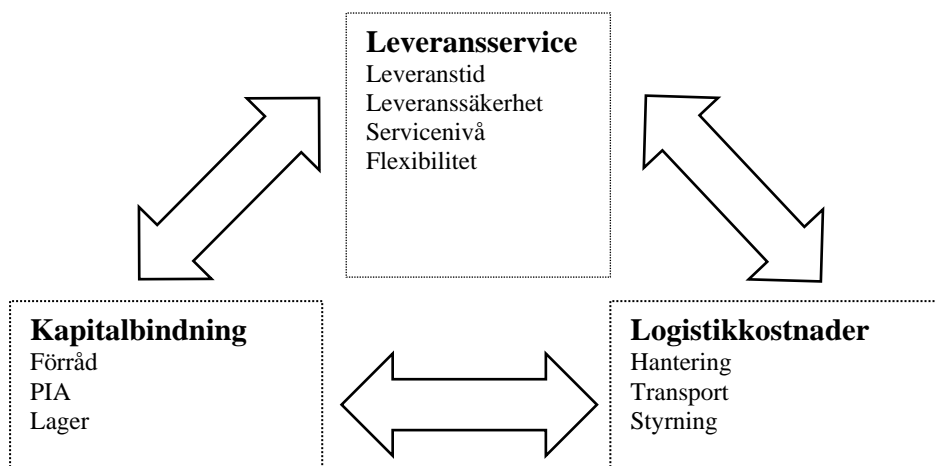 Leveransservice
Leveranstid
Leveranssäkerhet
Servicenivå
Flexibilitet
Kapitalbindning
Förråd
PIA
Lager
Logistikkostnader
Hantering
Transport
Styrning